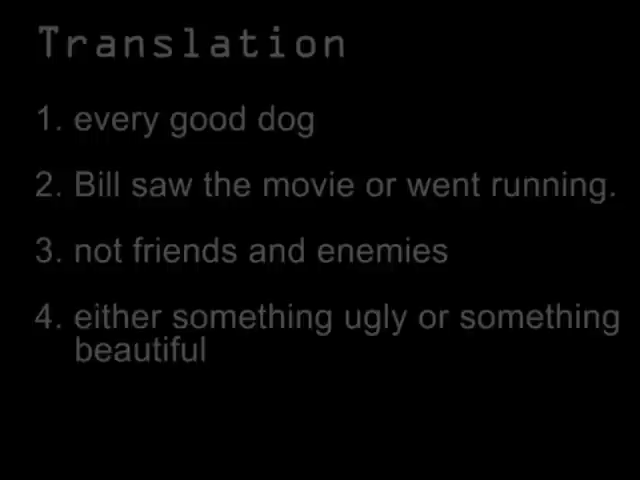 Translation
1. every good dog
2. Bill saw the movie or went running.
3. not friends and enemies
4. either something ugly or something
beautiful